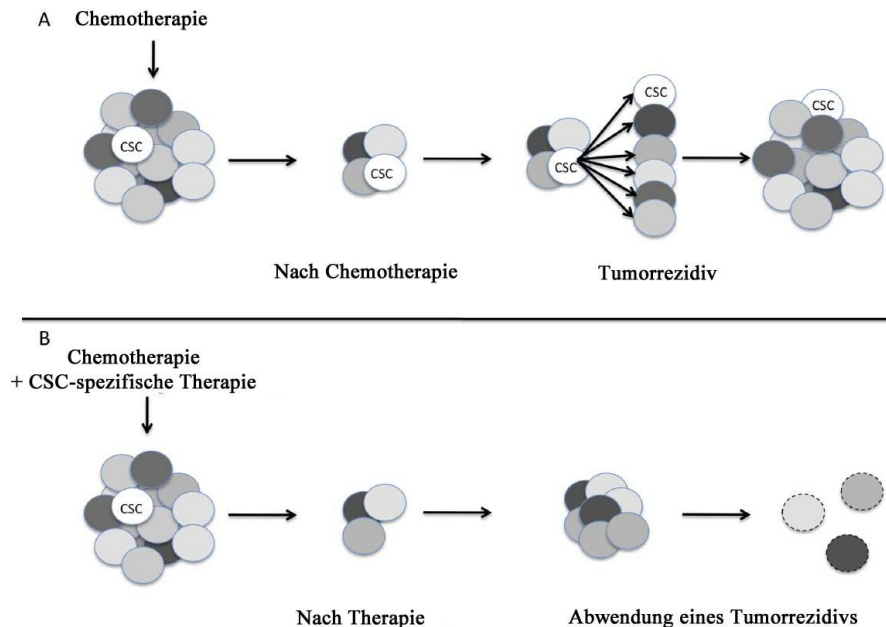 A
Chemotherapie
CSC
CSC
CSC
CSC
CSC
Nach Chemotherapie
Tumorrezidiv
B
Chemotherapie
+ CSC-spezifische Therapie
CSC
Nach Therapie
Abwendung eines Tumorrezidivs